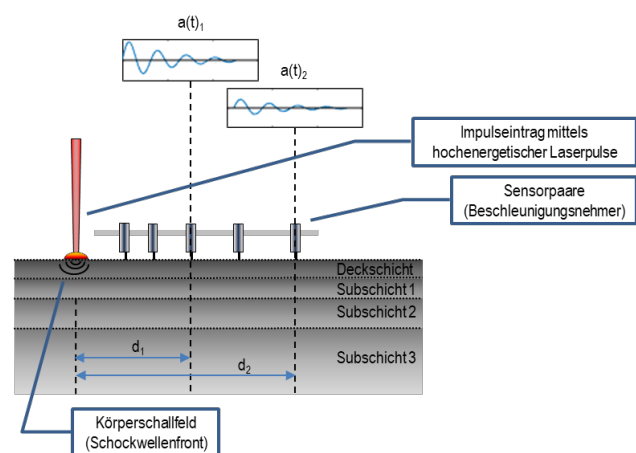 a(t)₁
a(t)₂
Impulseintrag mittels
hochenergetischer Laserpulse
Sensorpaare
(Beschleunigungsnehmer)
Deckschicht
Subschicht 1
Subschicht 2
Subschicht 3
d₁
d₂
Körperschallfeld
(Schockwellenfront)